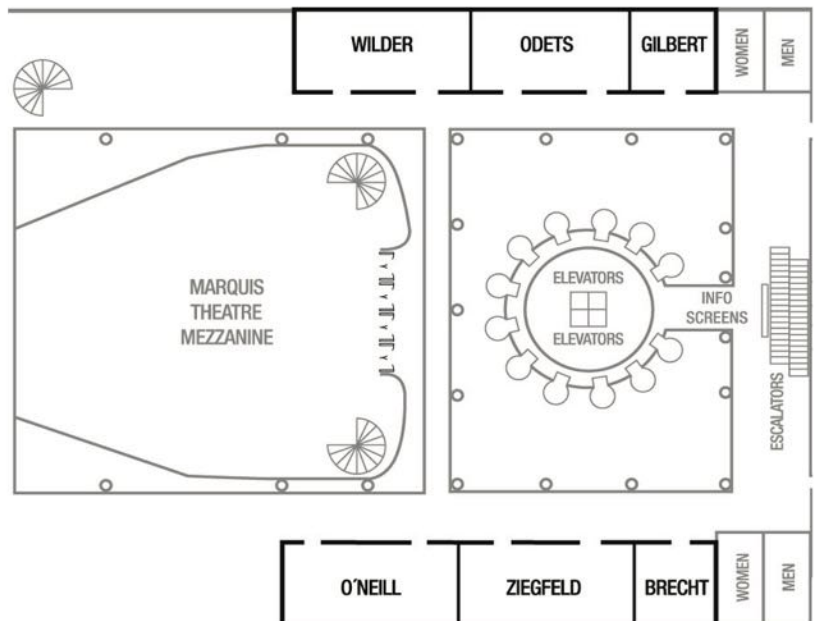 WILDER
ODETS
GILBERT
WOMEN
MEN
MARQUIS
THEATRE
MEZZANINE
ELEVATORS
ELEVATORS
INFO
SCREENS
ESCALATORS
O´NEILL
ZIEGFELD
BRECHT
WOMEN
MEN